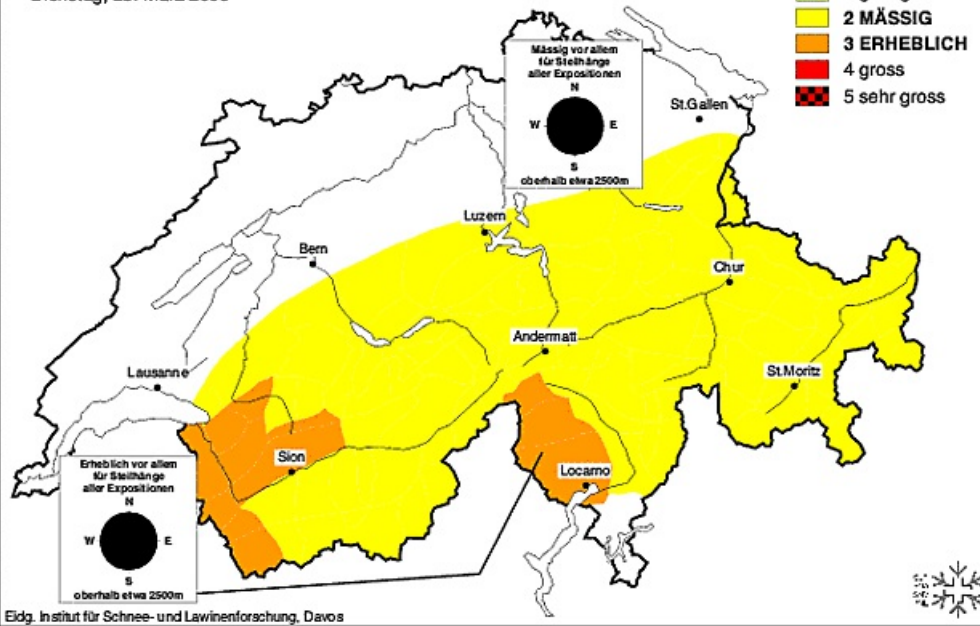 2 MÄSSIG
3 ERHEBLICH
4 gross
5 sehr gross
Mässig vor allem
für Steilhänge
aller Expositionen
N
W E
S
oberhalb etwa 2500m
St.Gallen
Luzern
Bern
Chur
Andermatt
Lausanne
St.Moritz
Sion
Locarno
Erheblich vor allem
für Steilhänge
aller Expositionen
N
W E
S
oberhalb etwa 2500m
Eidg. Institut für Schnee- und Lawinenforschung, Davos